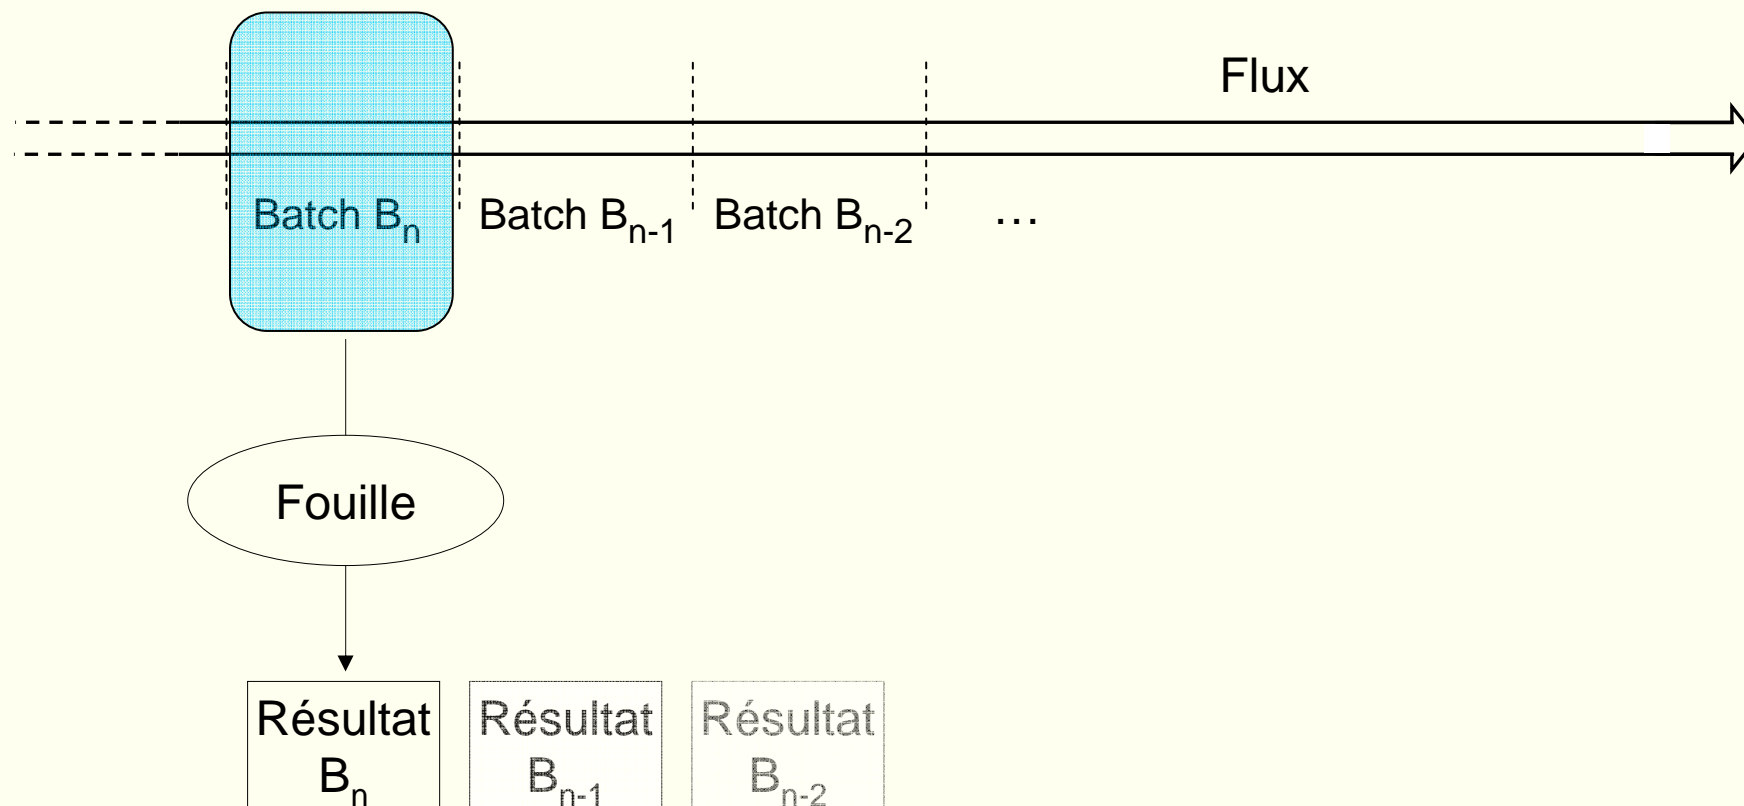 Flux
Batch Bn
Batch Bn-1
Batch Bn-2
...
Fouille
Résultat
Bn
Résultat
Bn-1
Résultat
Bn-2